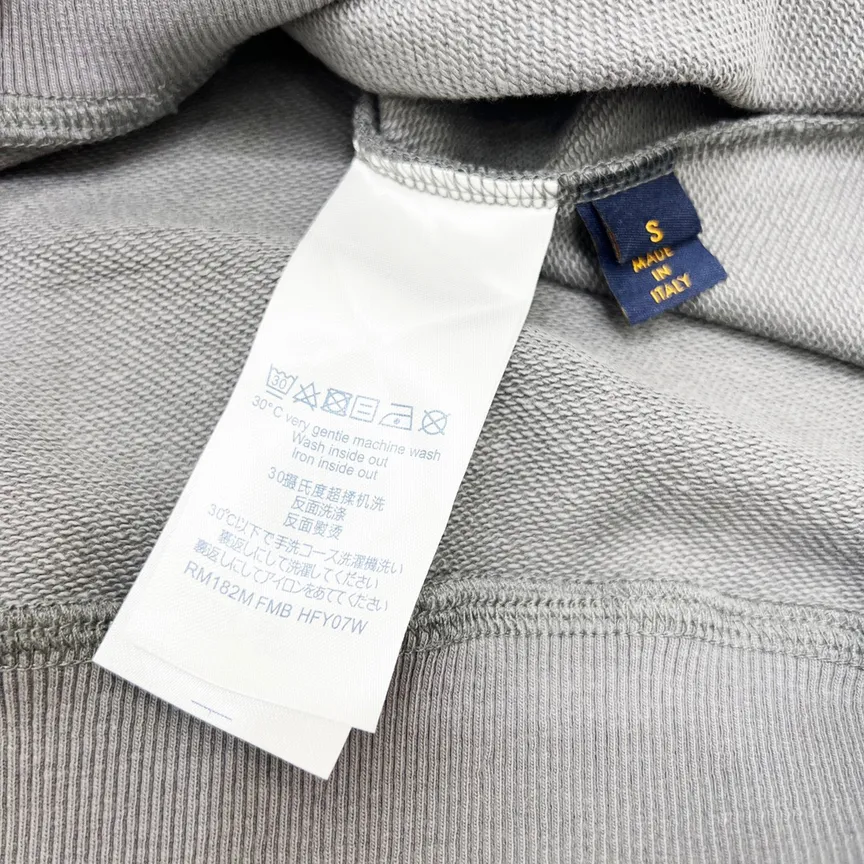 S
MADE
IN
ITALY
30
30°C very gentle machine wash
Wash inside out
Iron inside out
30摄氏度超揉机洗
反面洗涤
反面熨烫
30℃以下で手洗コース洗濯機洗い
裏返しにして洗濯してください
裏返しにしてアイロンをあててください
RM182M FMB HFY07W